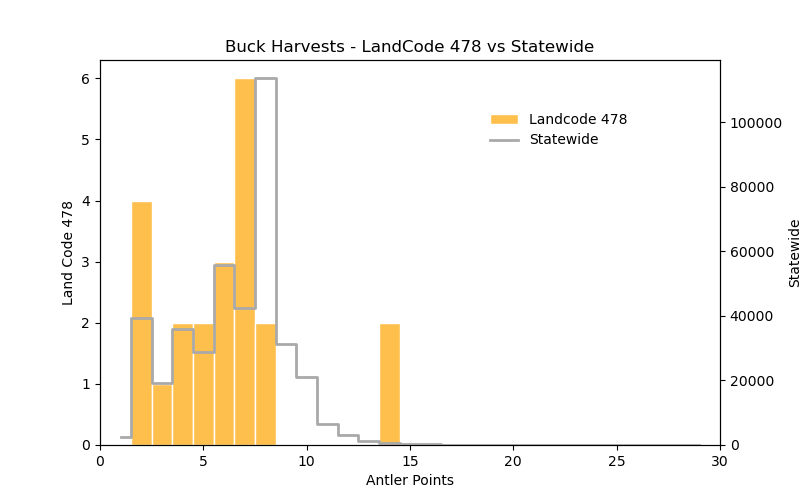 Buck Harvests - LandCode 478 vs Statewide
6
5
4
3
2
1
0
Land Code 478
Landcode 478
Statewide
100000
80000
60000
40000
20000
0
Statewide
0 5 10 15 20 25 30
Antler Points